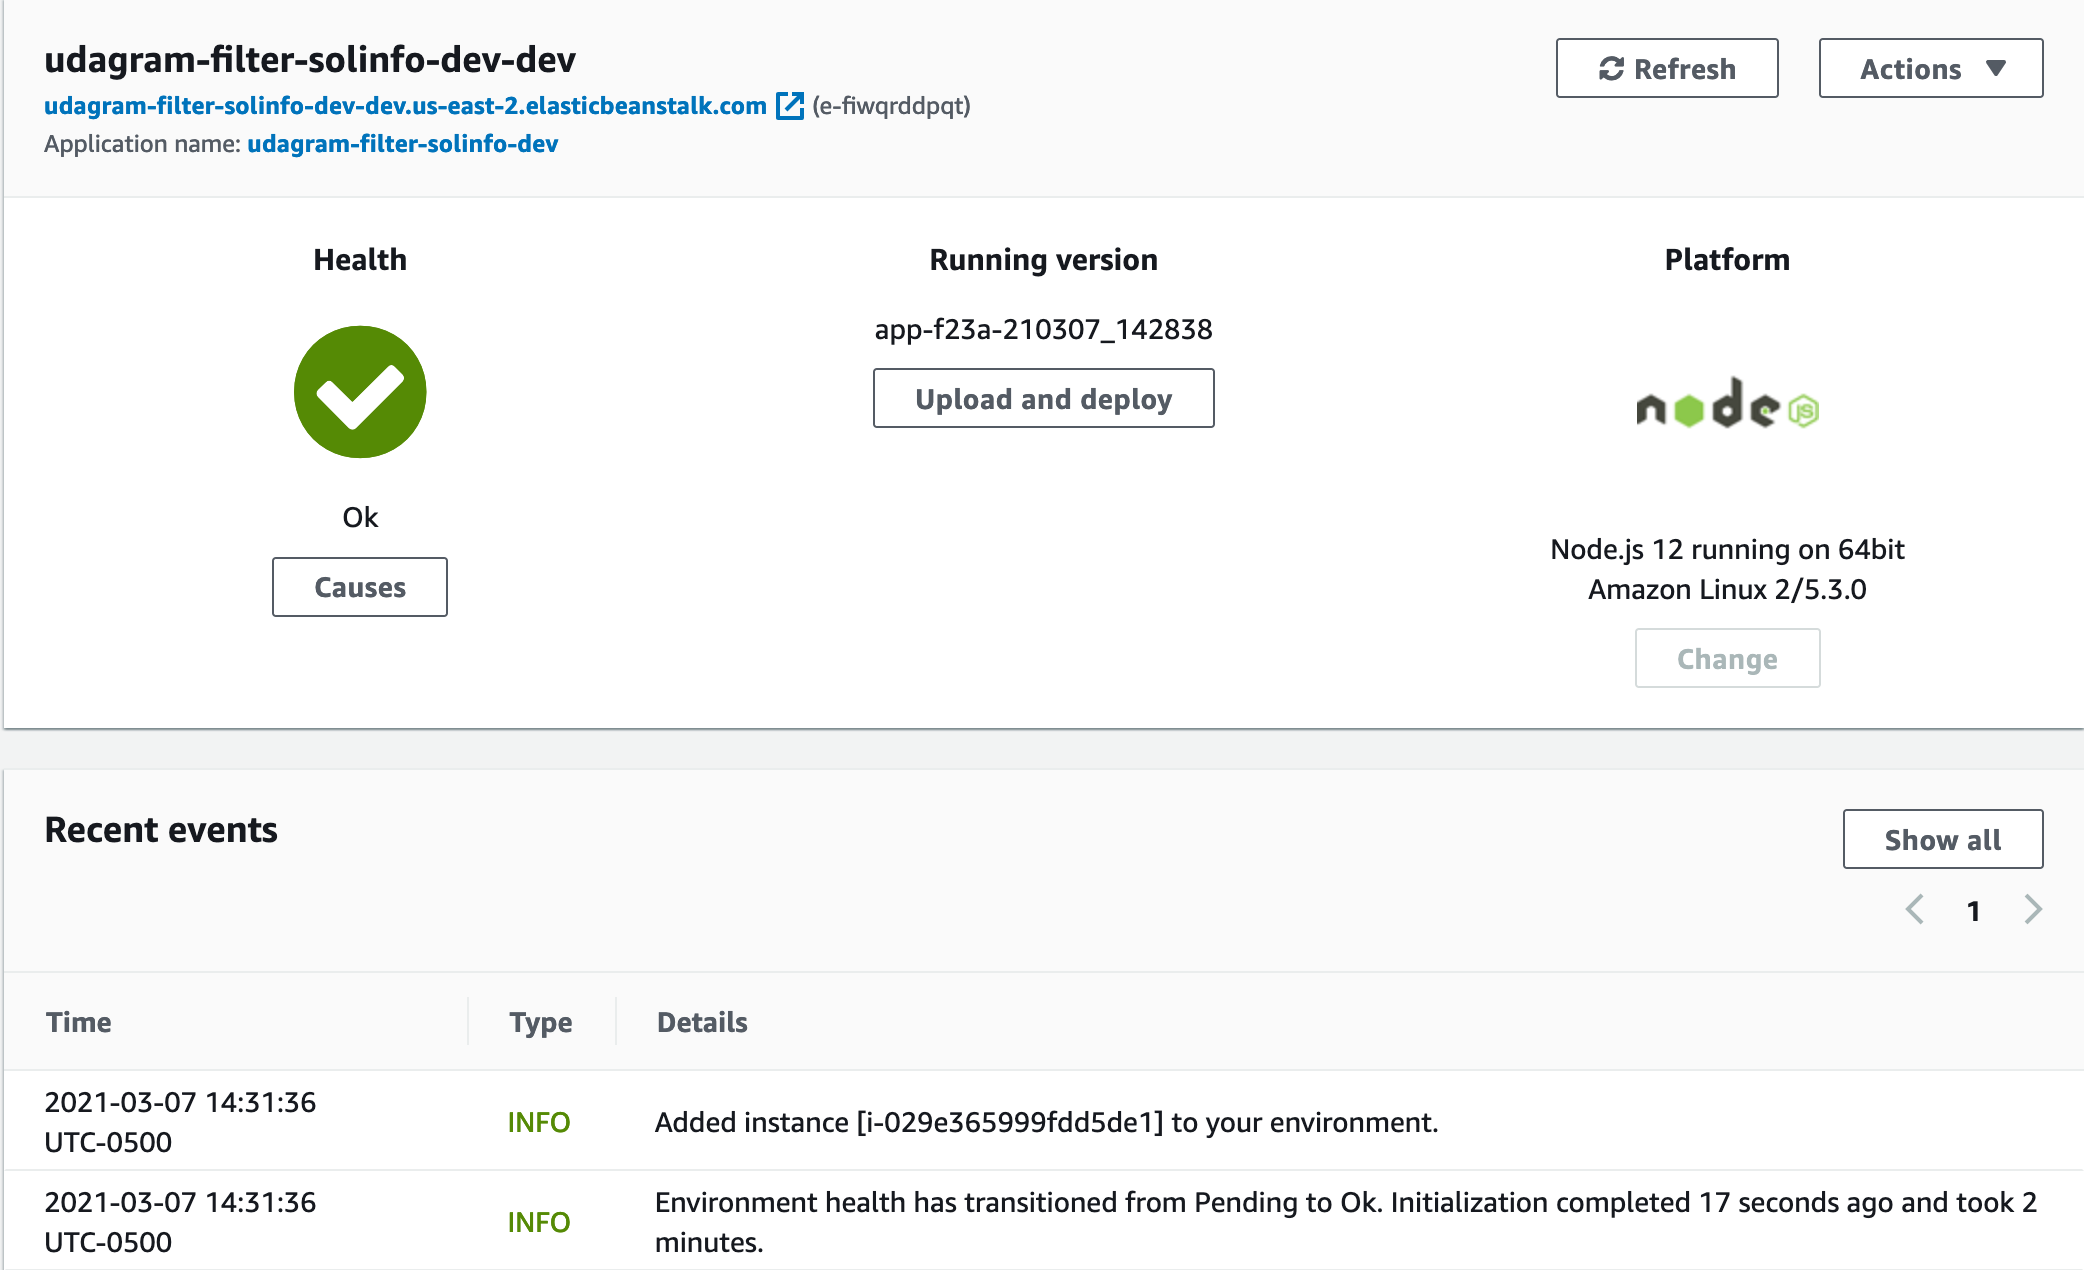 udagram-filter-solinfo-dev-dev
Refresh
Actions
udagram-filter-solinfo-dev-dev.us-east-2.elasticbeanstalk.com (e-fiwqrddpqt)
Application name: udagram-filter-solinfo-dev
Health
Ok
Causes
Running version
app-f23a-210307_142838
Upload and deploy
Platform
node JS
Node.js 12 running on 64bit
Amazon Linux 2/5.3.0
Change
Recent events
Show all
1
Time Type Details
2021-03-07 14:31:36
UTC-0500
INFO
Added instance [i-029e365999fdd5de1] to your environment.
2021-03-07 14:31:36
UTC-0500
INFO
Environment health has transitioned from Pending to Ok. Initialization completed 17 seconds ago and took 2
minutes.